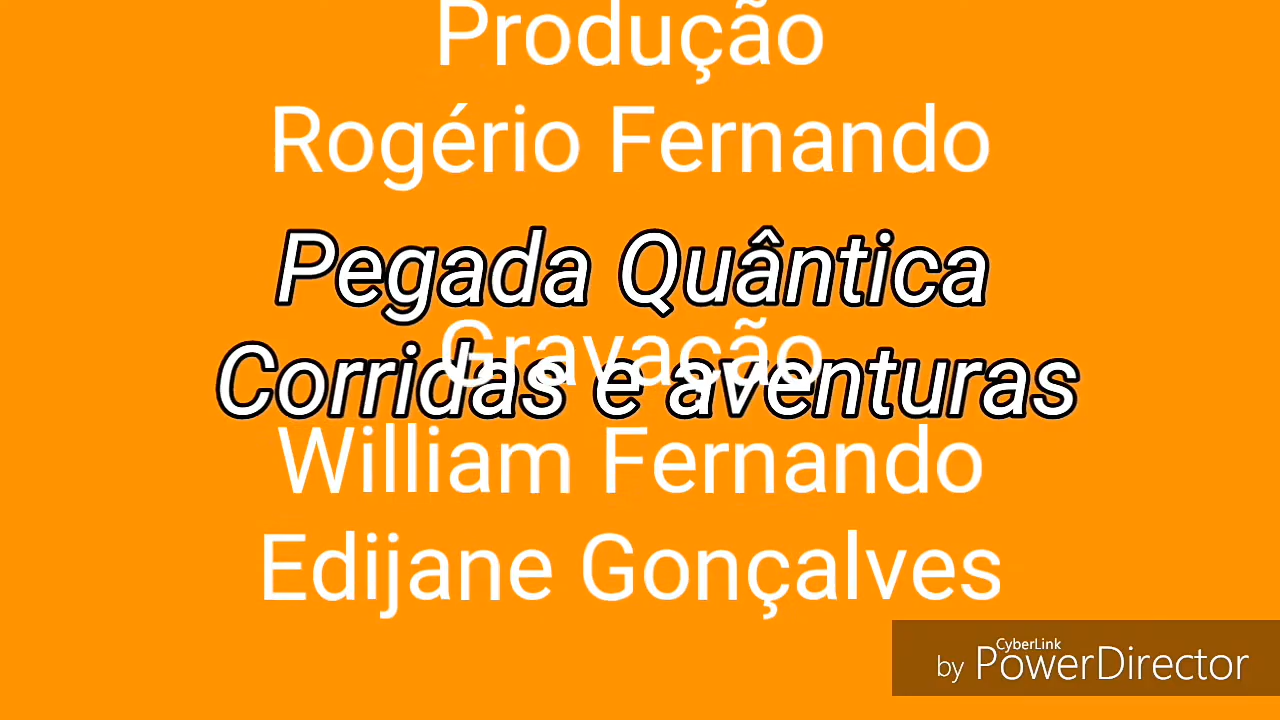 Produção
Rogério Fernando
Pegada Quântica
Gravação
Corridas e aventuras
William Fernando
Edijane Gonçalves
CyberLink
by PowerDirector